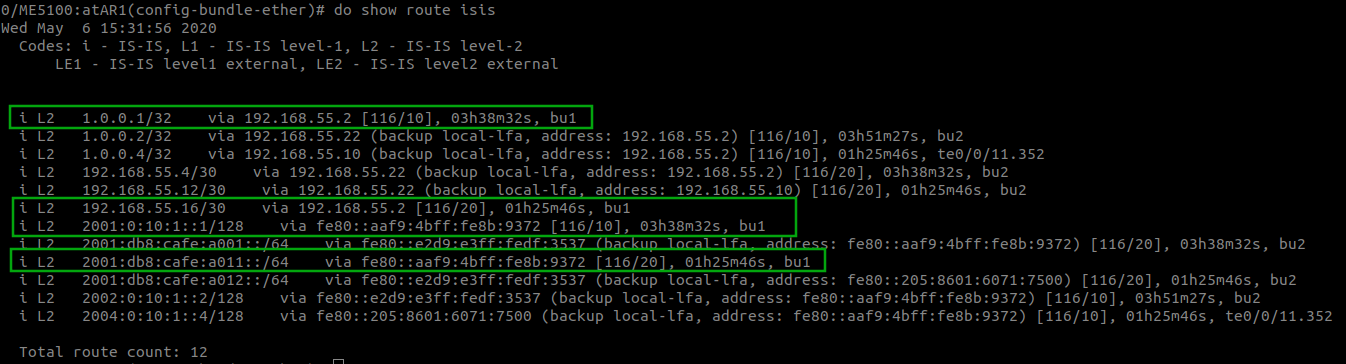 0/ME5100:atAR1(config-bundle-ether)# do show route isis
Wed May  6 15:31:56 2020
  Codes: i - IS-IS, L1 - IS-IS level-1, L2 - IS-IS level-2
      LE1 - IS-IS level1 external, LE2 - IS-IS level2 external
  i L2   1.0.0.1/32    via 192.168.55.2 [116/10], 03h38m32s, bu1
  i L2   1.0.0.2/32    via 192.168.55.22 (backup local-lfa, address: 192.168.55.2) [116/10], 03h51m27s, bu2
  i L2   1.0.0.4/32    via 192.168.55.10 (backup local-lfa, address: 192.168.55.2) [116/10], 01h25m46s, te0/0/11.352
  i L2   192.168.55.4/30    via 192.168.55.22 (backup local-lfa, address: 192.168.55.2) [116/20], 03h38m32s, bu2
  i L2   192.168.55.12/30    via 192.168.55.22 (backup local-lfa, address: 192.168.55.10) [116/20], 01h25m46s, bu2
  i L2   192.168.55.16/30    via 192.168.55.2 [116/20], 01h25m46s, bu1
  i L2   2001:0:10:1::1/128    via fe80::aaf9:4bff:fe8b:9372 [116/10], 03h38m32s, bu1
  i L2   2001:db8:cafe:a001::/64    via fe80::e2d9:e3ff:fedf:3537 (backup local-lfa, address: fe80::aaf9:4bff:fe8b:9372) [116/20], 03h38m32s, bu2
  i L2   2001:db8:cafe:a011::/64    via fe80::aaf9:4bff:fe8b:9372 [116/20], 01h25m46s, bu1
  i L2   2001:db8:cafe:a012::/64    via fe80::e2d9:e3ff:fedf:3537 (backup local-lfa, address: fe80::205:8601:6071:7500) [116/20], 01h25m46s, bu2
  i L2   2002:0:10:1::2/128    via fe80::e2d9:e3ff:fedf:3537 (backup local-lfa, address: fe80::aaf9:4bff:fe8b:9372) [116/10], 03h51m27s, bu2
  i L2   2004:0:10:1::4/128    via fe80::205:8601:6071:7500 (backup local-lfa, address: fe80::aaf9:4bff:fe8b:9372) [116/10], 01h25m46s, te0/0/11.352
  Total route count: 12